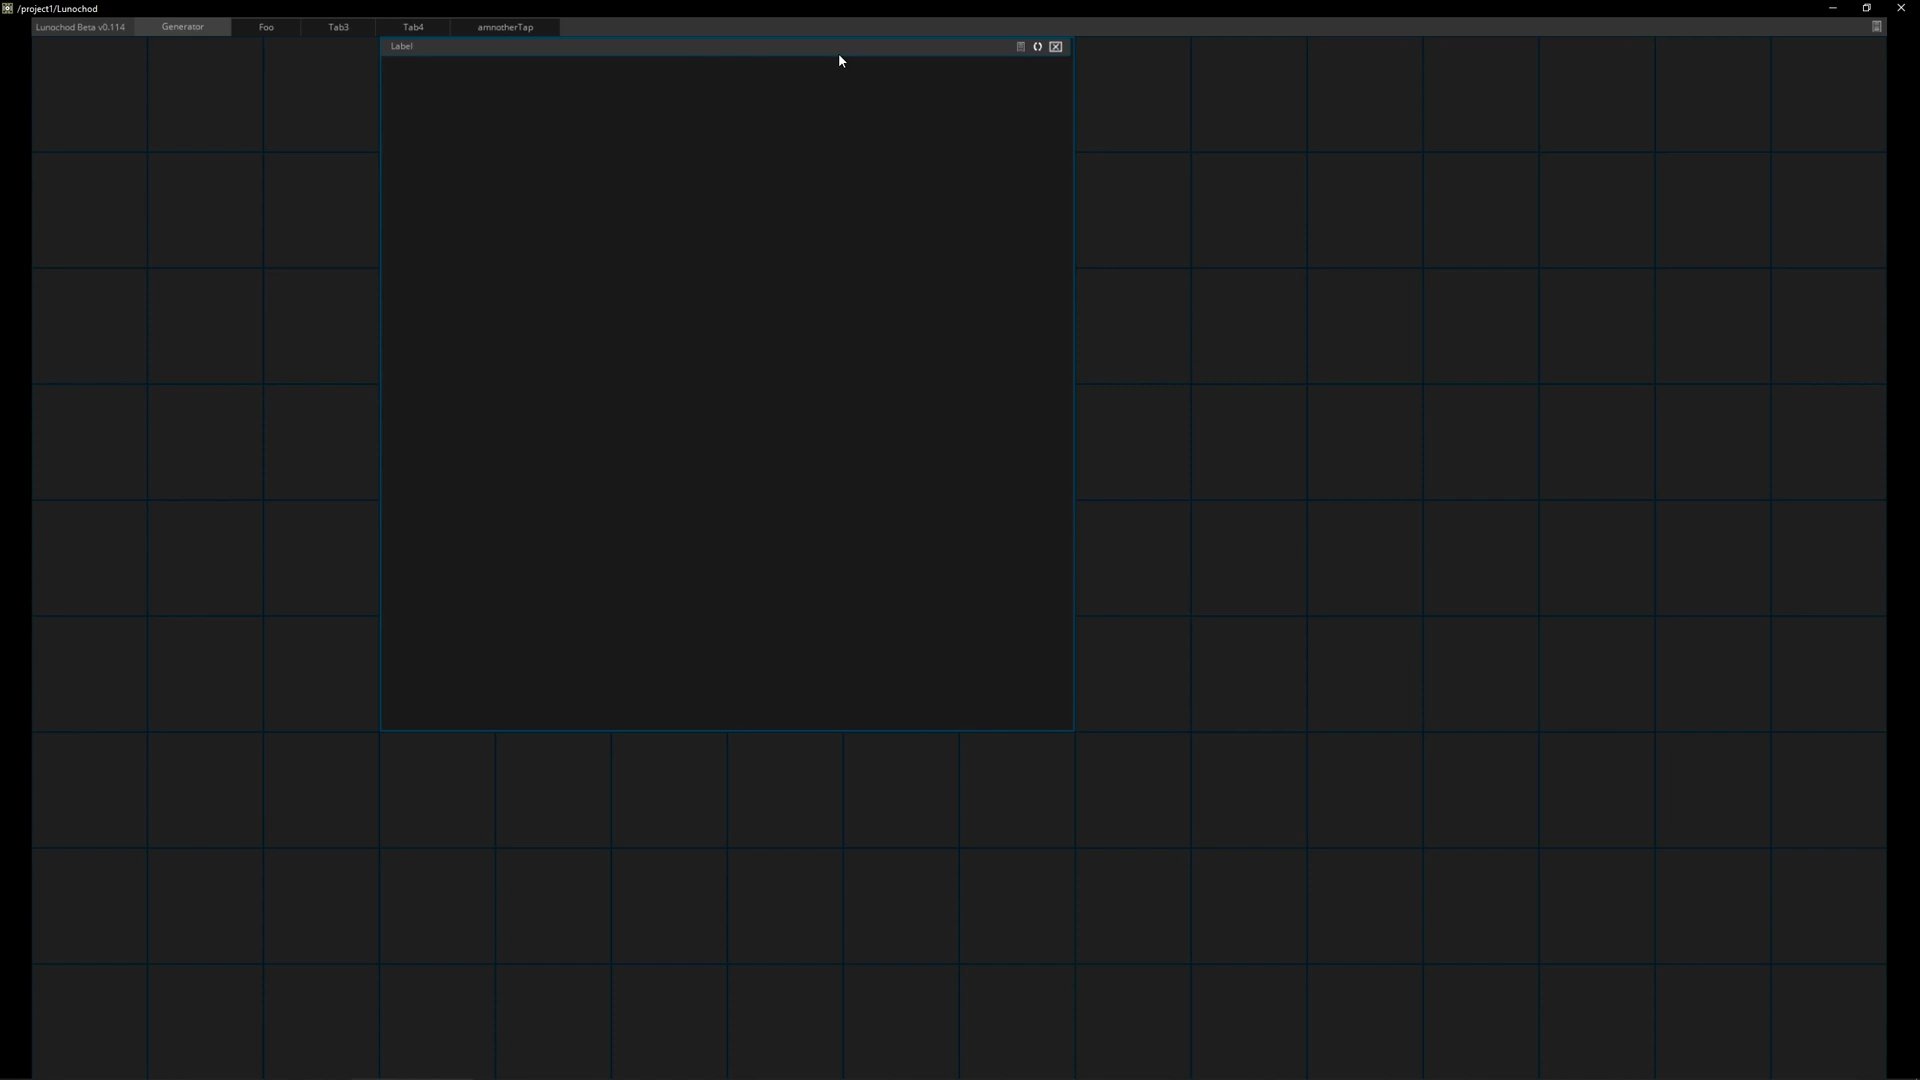 /project1/Lunochod
Lunochod Beta v0.114
Generator
Foo
Tab3
Tab4
amnotherTap
Label